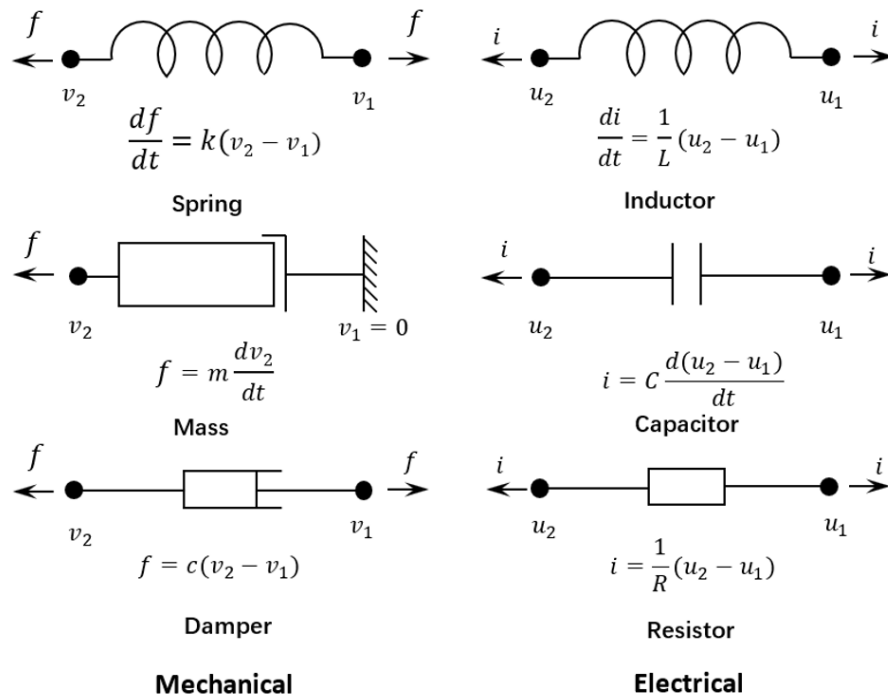 f f i i
v₂ v₁ u₂ u₁
df/dt = k(v₂ − v₁) di/dt = 1/L (u₂ − u₁)
Spring Inductor
f i i
v₂ v₁ = 0 u₂ u₁
f = m dv₂/dt i = C d(u₂ − u₁)/dt
Mass Capacitor
f f i i
v₂ v₁ u₂ u₁
f = c(v₂ − v₁) i = 1/R (u₂ − u₁)
Damper Resistor
Mechanical Electrical